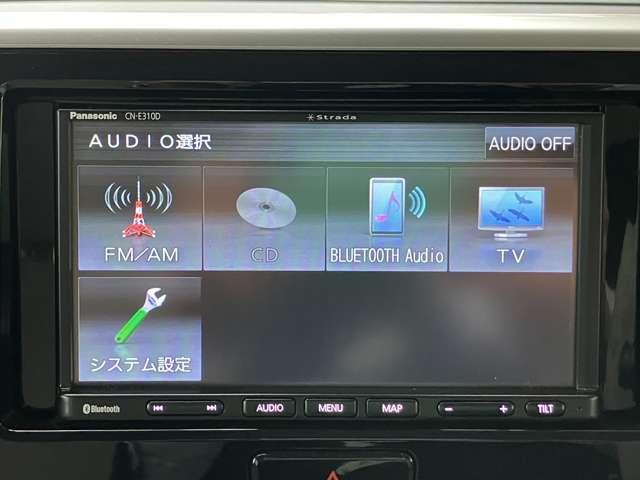 Panasonic CN-E310D
Strada
AUDIO選択
AUDIO OFF
FM/AM
CD
BLUETOOTH Audio
TV
システム設定
Bluetooth
AUDIO
MENU
MAP
− +
TILT